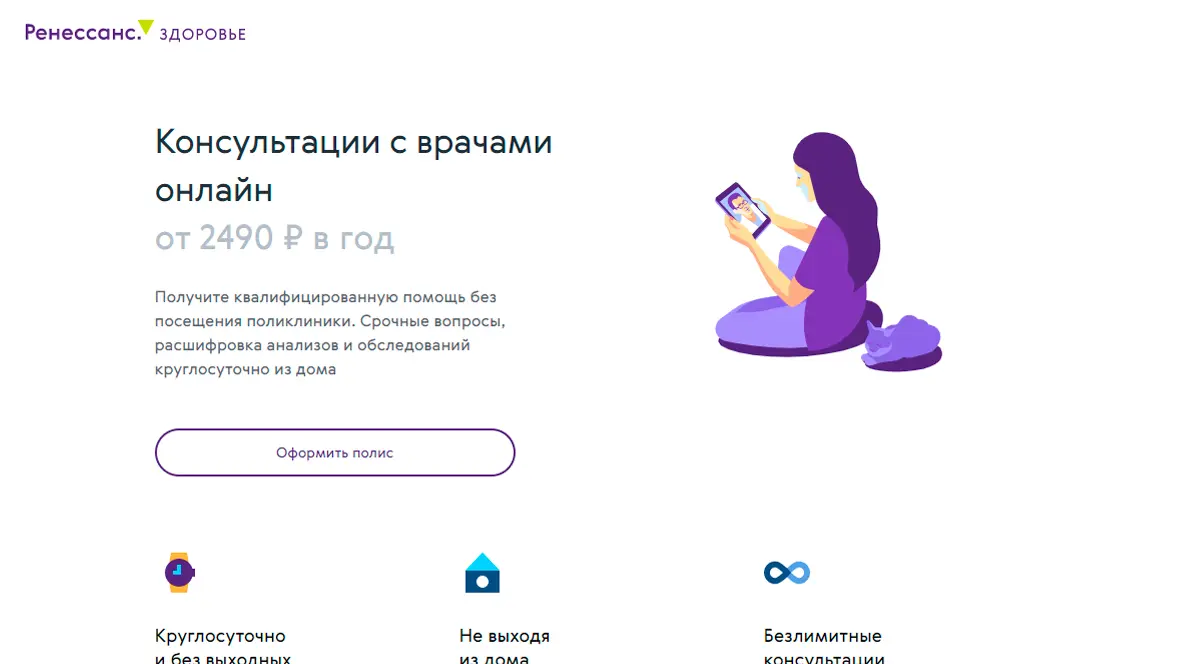 Ренессанс. ЗДОРОВЬЕ
Консультации с врачами
онлайн
от 2490 ₽ в год
Получите квалифицированную помощь без
посещения поликлиники. Срочные вопросы,
расшифровка анализов и обследований
круглосуточно из дома
Оформить полис
Круглосуточно
и без выходных
Не выходя
из дома
Безлимитные
консультации